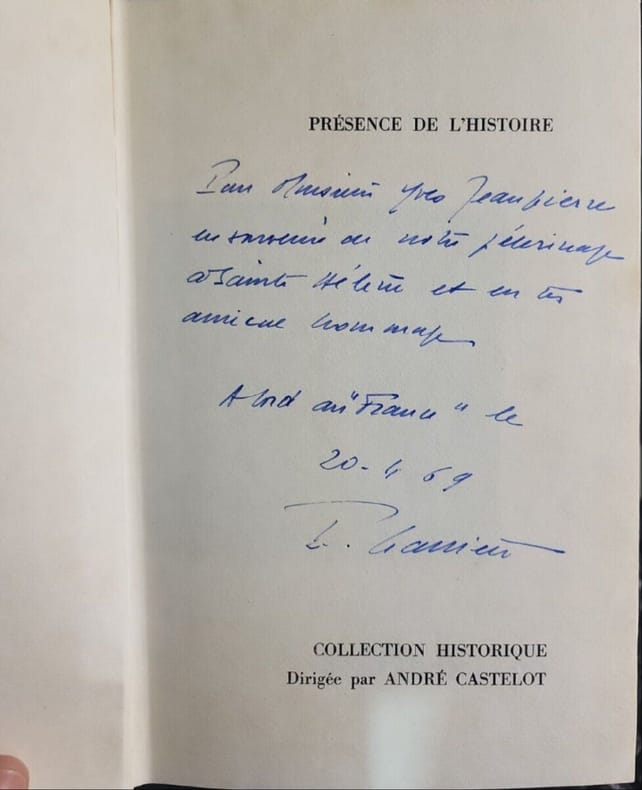 PRÉSENCE DE L'HISTOIRE
Pour Monsieur Yves Jeanpierre
en souvenir de notre pélerinage
à Sainte Hélène et en très
amical hommage
A bord du "France" le
20-4 69
COLLECTION HISTORIQUE
Dirigée par ANDRÉ CASTELOT